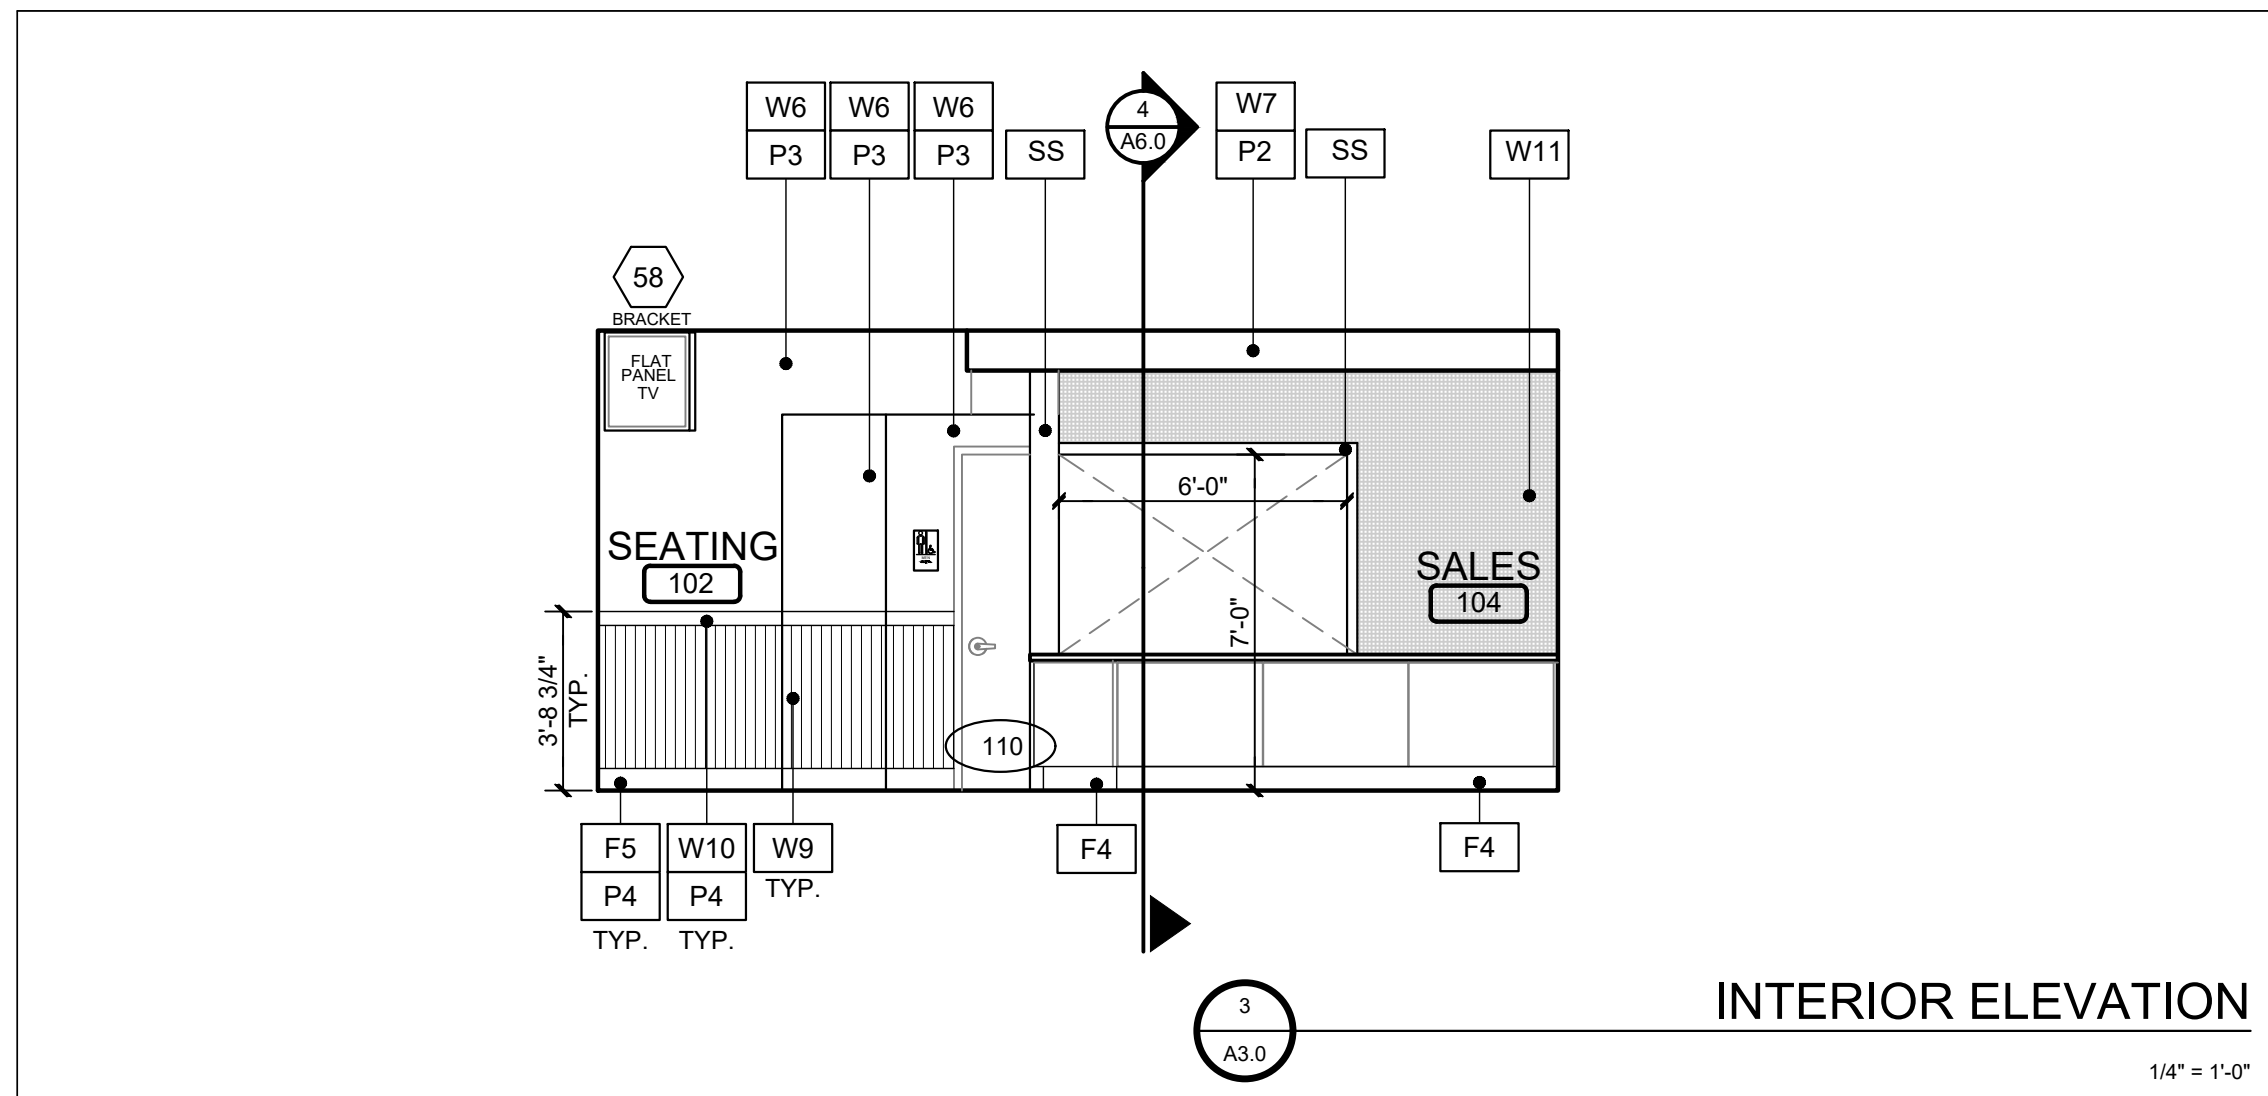 W6
P3
W6
P3
W6
P3
SS
4
A6.0
W7
P2
SS
W11
58
BRACKET
FLAT
PANEL
TV
6'-0"
SEATING
102
SALES
104
7'-0"
3'-8 3/4"
TYP.
110
F5
P4
TYP.
W10
P4
TYP.
W9
TYP.
F4
F4
3
A3.0
INTERIOR ELEVATION
1/4" = 1'-0"